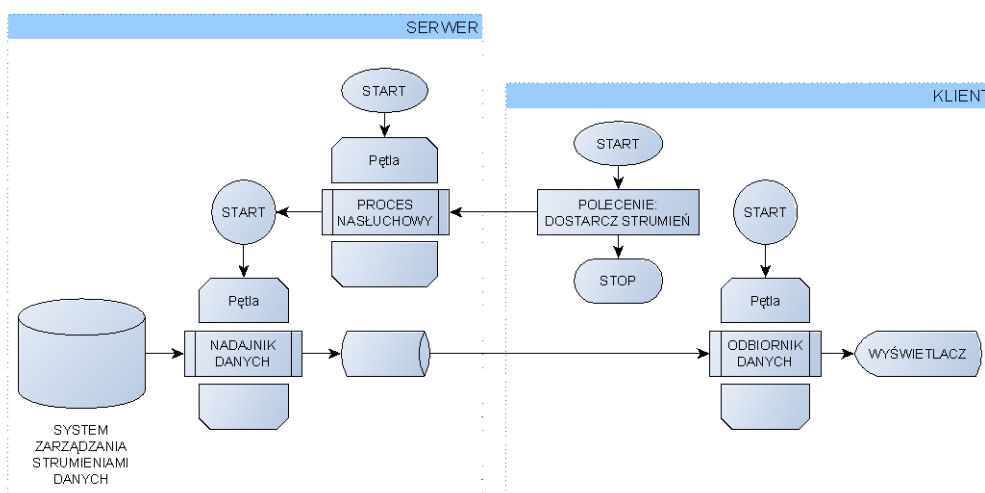 SERWER
KLIENT
START
Pętla
PROCES
NASŁUCHOWY
START
POLECENIE:
DOSTARCZ STRUMIEŃ
STOP
START
START
Pętla
NADAJNIK
DANYCH
Pętla
ODBIORNIK
DANYCH
WYŚWIETLACZ
SYSTEM
ZARZĄDZANIA
STRUMIENIAMI
DANYCH